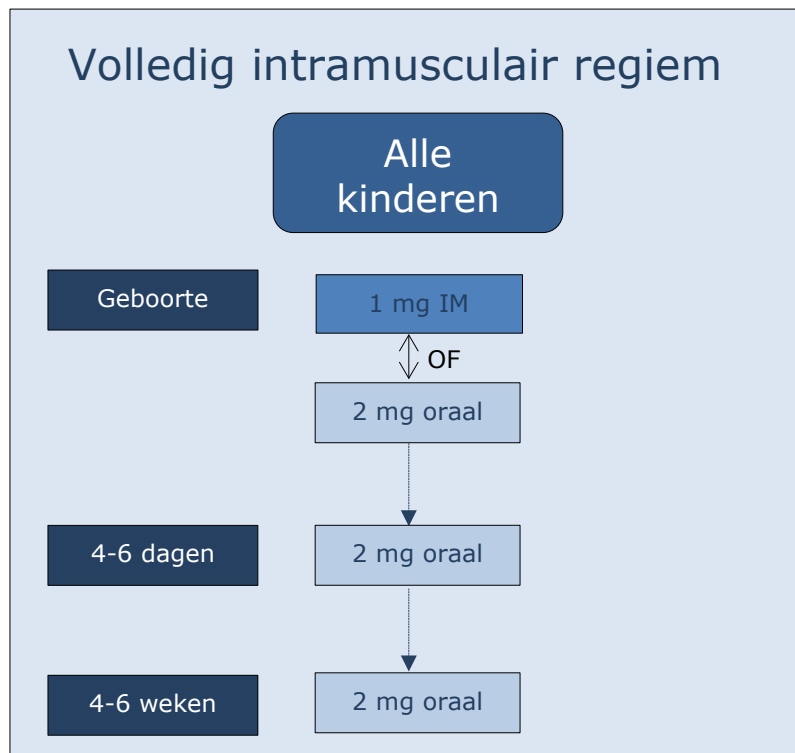 Volledig intramusculair regiem
Alle
kinderen
Geboorte
1 mg IM
OF
2 mg oraal
4-6 dagen
2 mg oraal
4-6 weken
2 mg oraal